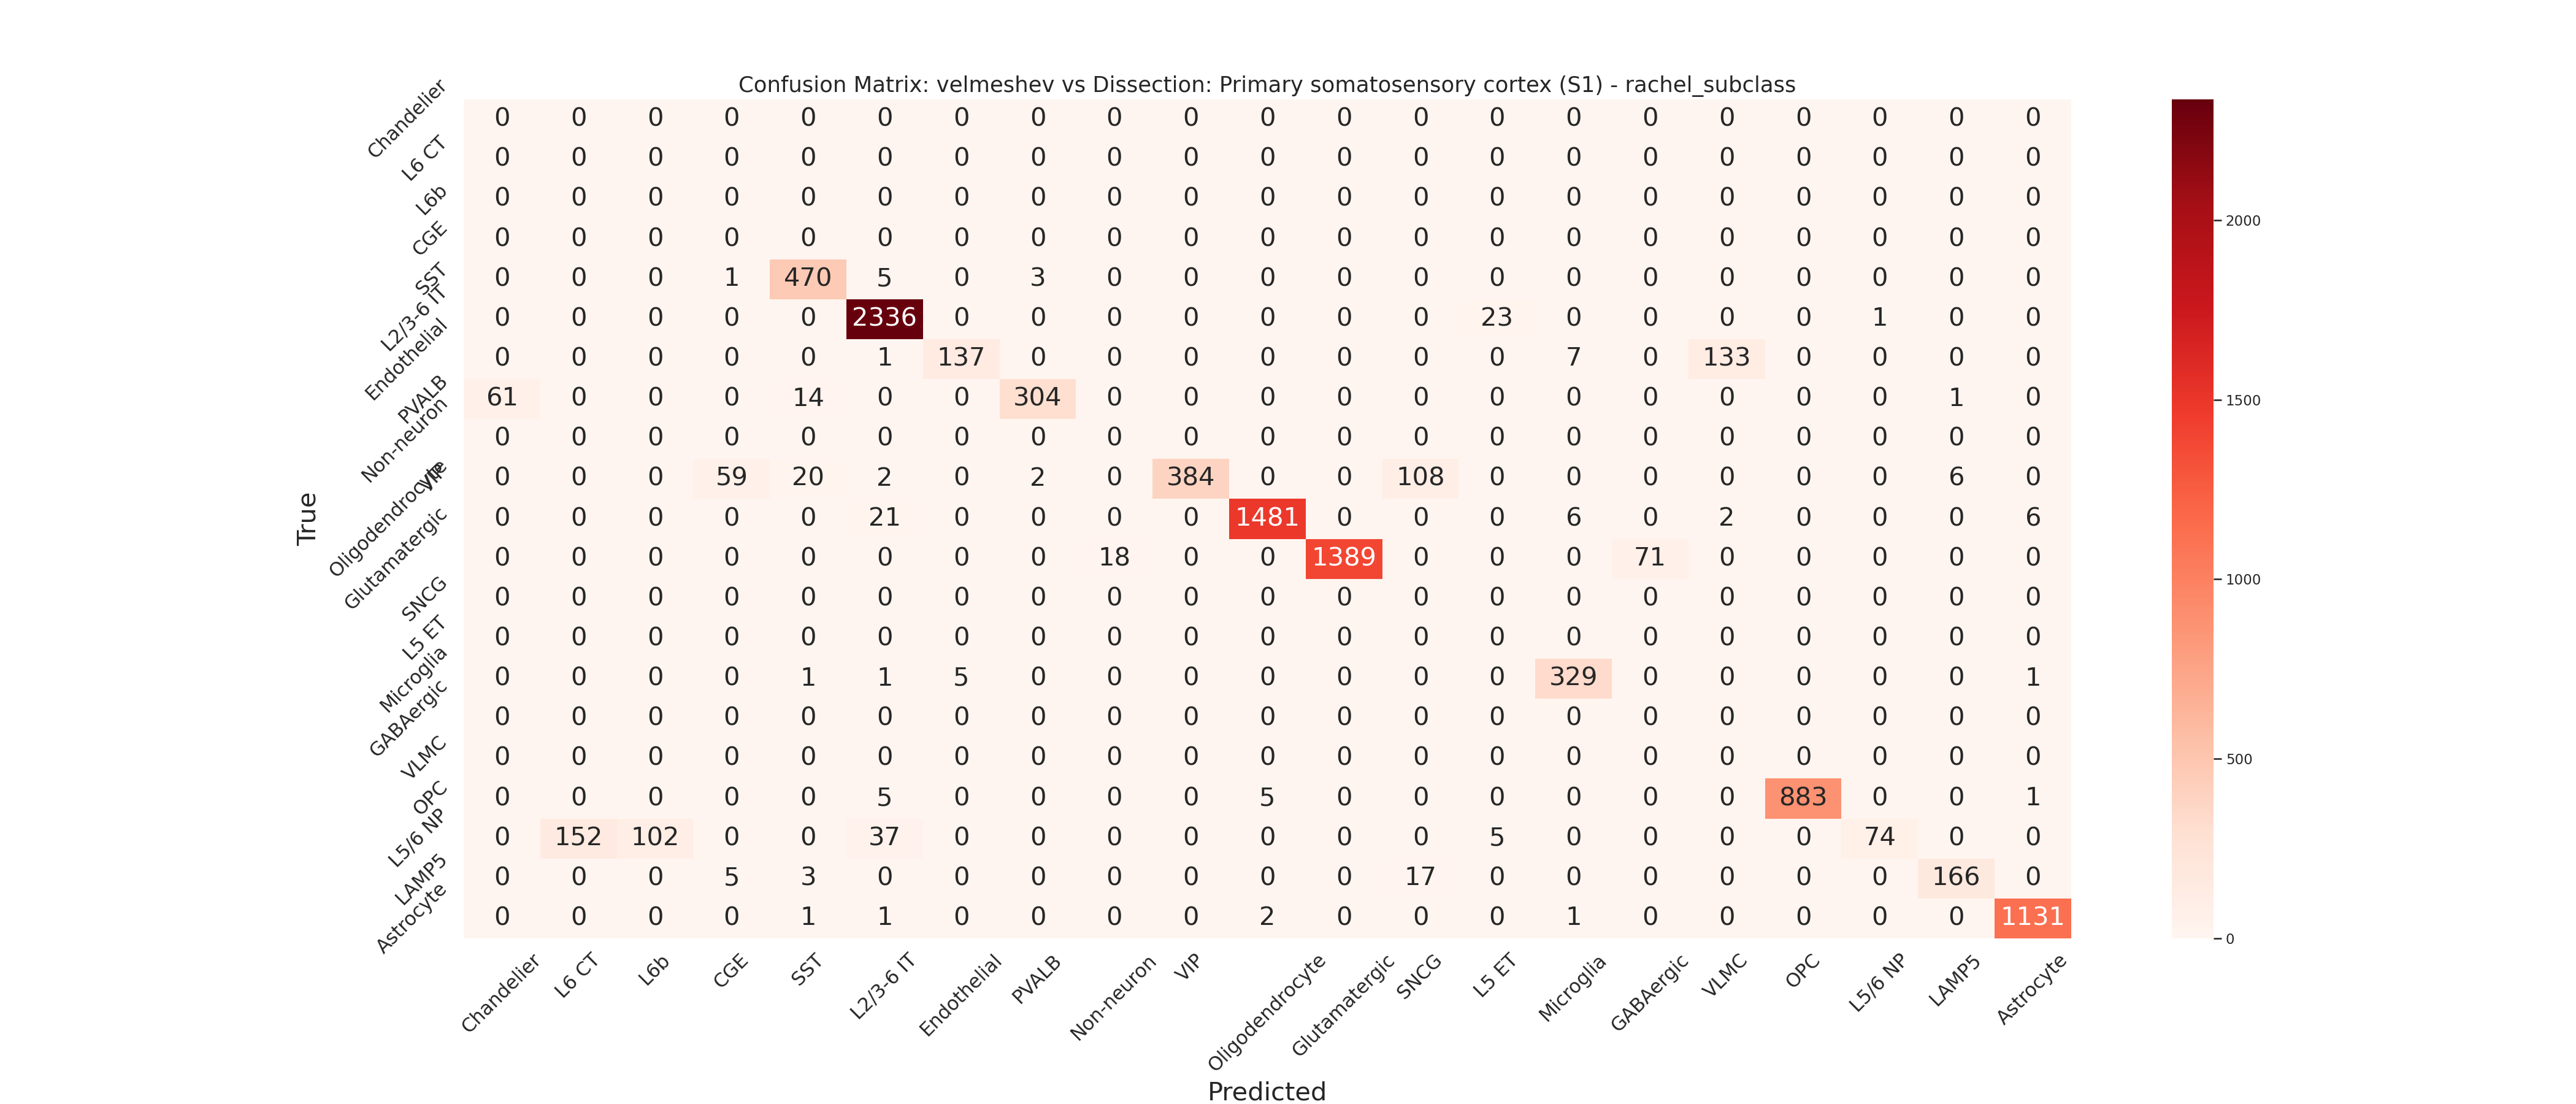 Confusion Matrix: velmeshev vs Dissection: Primary somatosensory cortex (S1) - rachel_subclass
True
Chandelier 0 0 0 0 0 0 0 0 0 0 0 0 0 0 0 0 0 0 0 0 0
L6 CT 0 0 0 0 0 0 0 0 0 0 0 0 0 0 0 0 0 0 0 0 0
L6b 0 0 0 0 0 0 0 0 0 0 0 0 0 0 0 0 0 0 0 0 0
CGE 0 0 0 0 0 0 0 0 0 0 0 0 0 0 0 0 0 0 0 0 0
SST 0 0 0 1 470 5 0 3 0 0 0 0 0 0 0 0 0 0 0 0 0
L2/3-6 IT 0 0 0 0 0 2336 0 0 0 0 0 0 0 23 0 0 0 0 1 0 0
Endothelial 0 0 0 0 0 1 137 0 0 0 0 0 0 0 7 0 133 0 0 0 0
PVALB 61 0 0 0 14 0 0 304 0 0 0 0 0 0 0 0 0 0 0 1 0
Non-neuron 0 0 0 0 0 0 0 0 0 0 0 0 0 0 0 0 0 0 0 0 0
VIP 0 0 0 59 20 2 0 2 0 384 0 0 108 0 0 0 0 0 0 6 0
Oligodendrocyte 0 0 0 0 0 21 0 0 0 0 1481 0 0 0 6 0 2 0 0 0 6
Glutamatergic 0 0 0 0 0 0 0 0 18 0 0 1389 0 0 0 71 0 0 0 0 0
SNCG 0 0 0 0 0 0 0 0 0 0 0 0 0 0 0 0 0 0 0 0 0
L5 ET 0 0 0 0 0 0 0 0 0 0 0 0 0 0 0 0 0 0 0 0 0
Microglia 0 0 0 0 1 1 5 0 0 0 0 0 0 0 329 0 0 0 0 0 1
GABAergic 0 0 0 0 0 0 0 0 0 0 0 0 0 0 0 0 0 0 0 0 0
VLMC 0 0 0 0 0 0 0 0 0 0 0 0 0 0 0 0 0 0 0 0 0
OPC 0 0 0 0 0 5 0 0 0 0 5 0 0 0 0 0 0 883 0 0 1
L5/6 NP 0 152 102 0 0 37 0 0 0 0 0 0 0 5 0 0 0 0 74 0 0
LAMP5 0 0 0 5 3 0 0 0 0 0 0 0 17 0 0 0 0 0 0 166 0
Astrocyte 0 0 0 0 1 1 0 0 0 0 2 0 0 0 1 0 0 0 0 0 1131
Chandelier L6 CT L6b CGE SST L2/3-6 IT Endothelial PVALB Non-neuron VIP Oligodendrocyte Glutamatergic SNCG L5 ET Microglia GABAergic VLMC OPC L5/6 NP LAMP5 Astrocyte
Predicted
2000
1500
1000
500
0